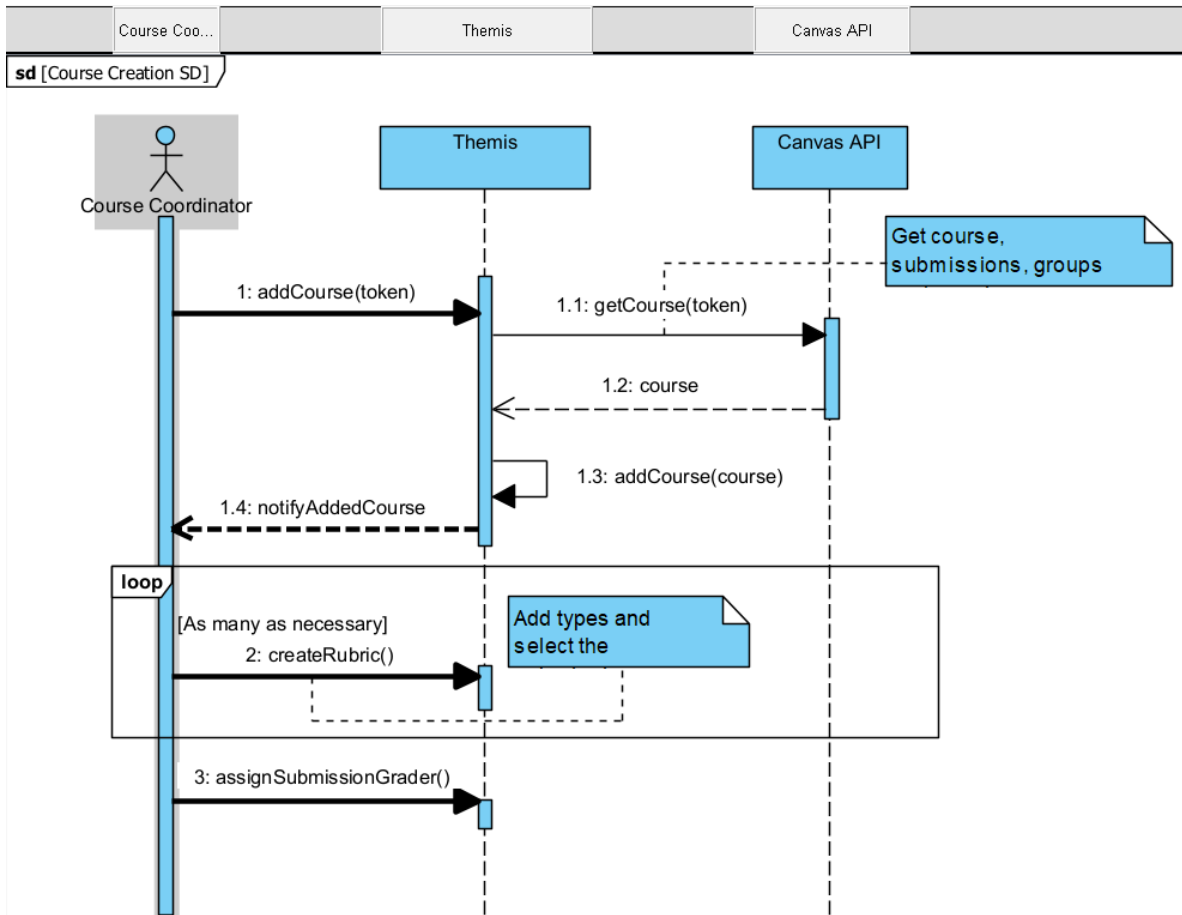 Course Coo...
Themis
Canvas API
sd [Course Creation SD]
Themis
Canvas API
Course Coordinator
Get course,
submissions, groups
1: addCourse(token)
1.1: getCourse(token)
1.2: course
1.3: addCourse(course)
1.4: notifyAddedCourse
loop
[As many as necessary]
Add types and
select the
2: createRubric()
3: assignSubmissionGrader()